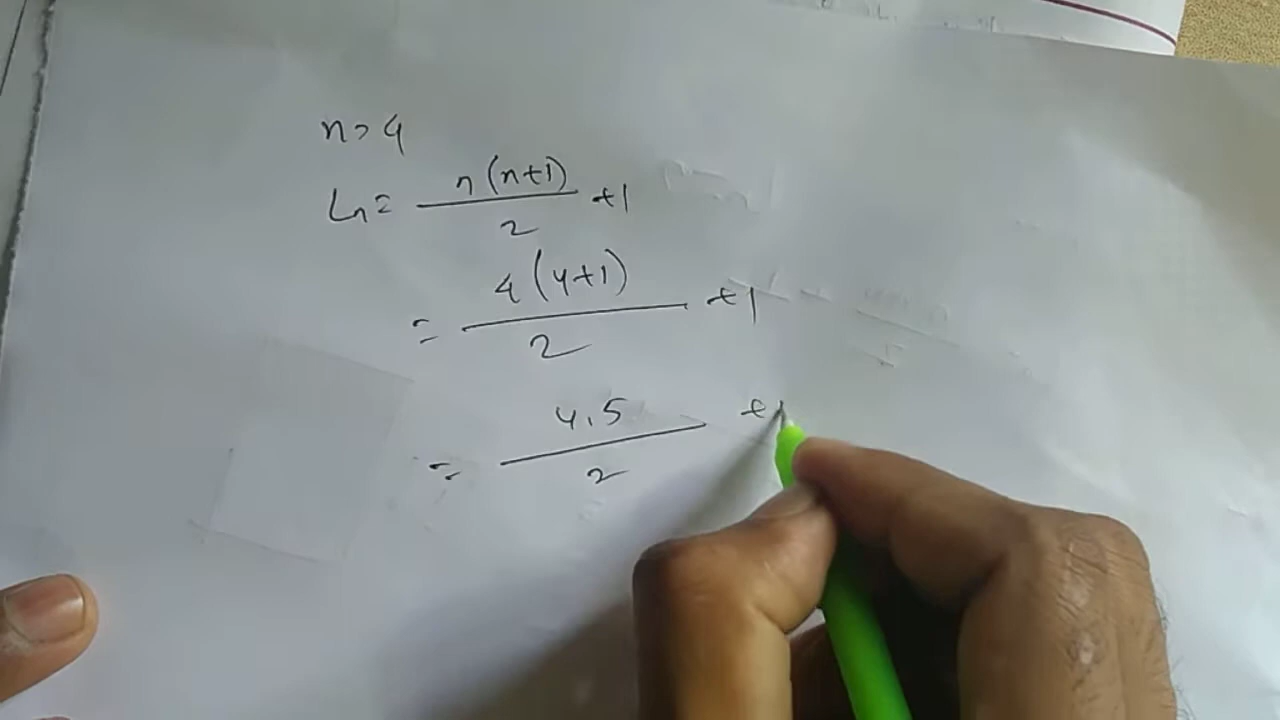 n > 4
Ln = n(n+1)/2 +1
= 4(4+1)/2 +1
= 4.5/2 +1